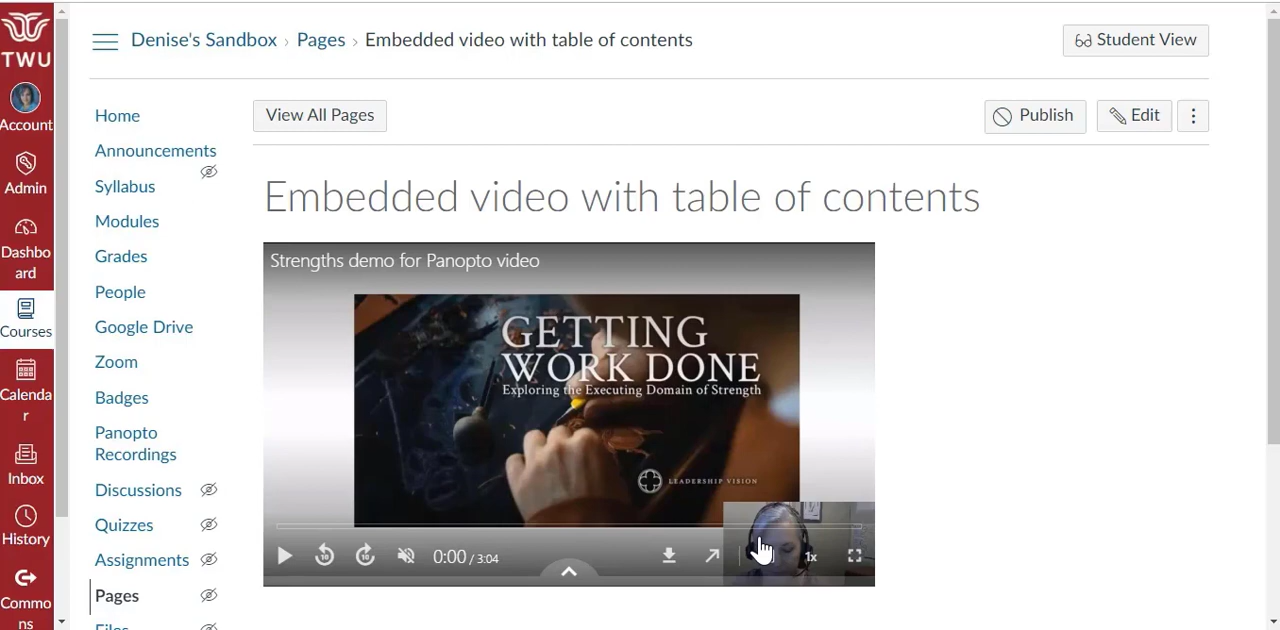 TWU
Account
Admin
Dashbo
ard
Courses
Calenda
r
Inbox
History
Commo
ns
Denise's Sandbox › Pages › Embedded video with table of contents
Student View
Home
Announcements
Syllabus
Modules
Grades
People
Google Drive
Zoom
Badges
Panopto
Recordings
Discussions
Quizzes
Assignments
Pages
Files
View All Pages
Publish
Edit
Embedded video with table of contents
Strengths demo for Panopto video
GETTING
WORK DONE
Exploring the Executing Domain of Strength
LEADERSHIP VISION
10
10
0:00 / 3:04
1x